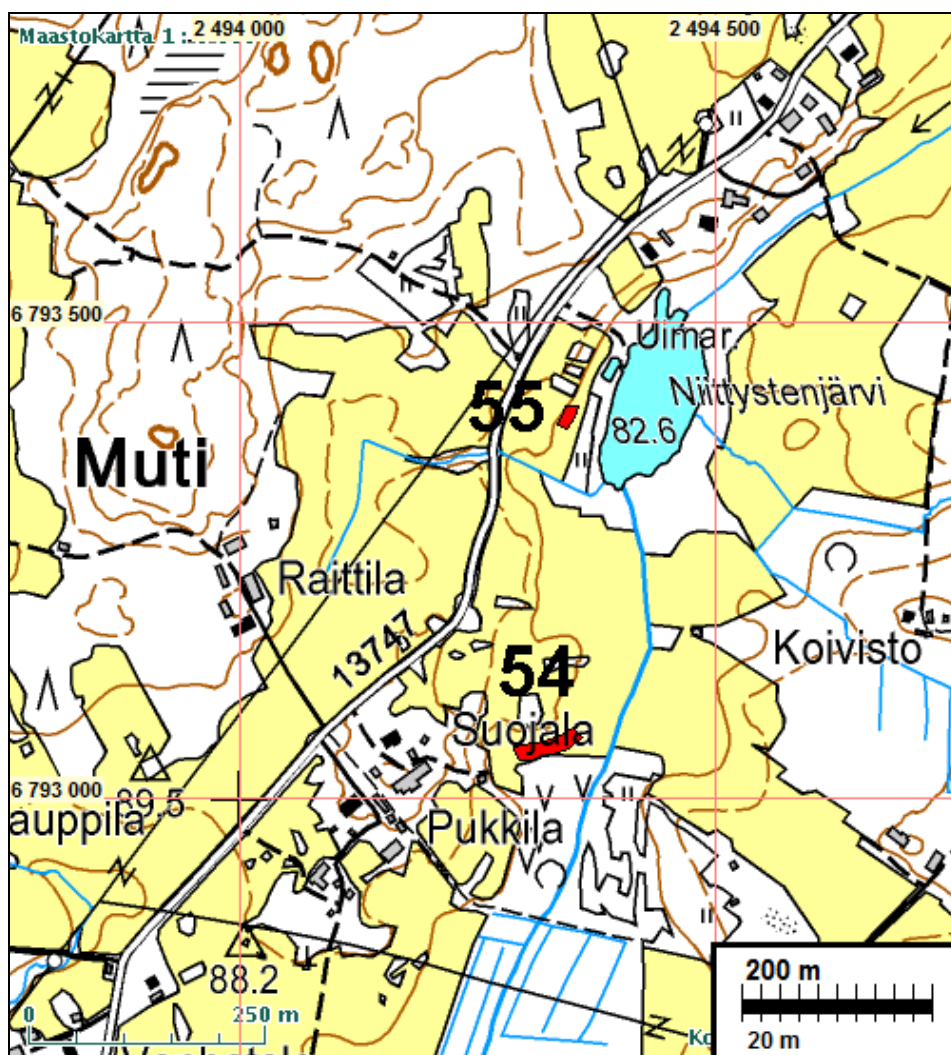 2 494 000
2 494 500
Maastokartta 1 :
6 793 500
Uimar.
Niittystenjärvi
55
82.6
Muti
Raittila
13747
Koivisto
54
Suojala
6 793 000
89.5
auppila
Pukkila
88.2
0
250 m
200 m
20 m
Ko